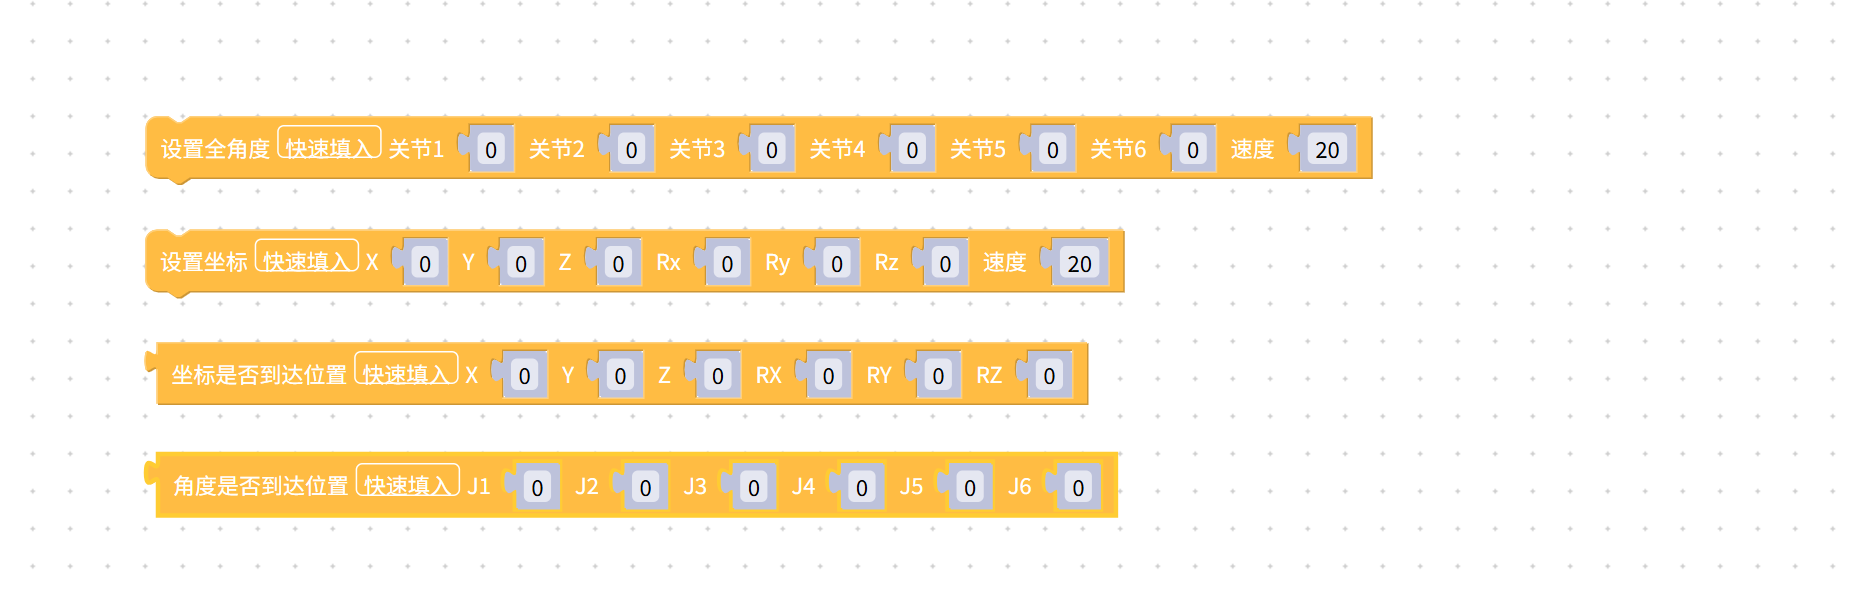 设置全角度 快速填入 关节1 0 关节2 0 关节3 0 关节4 0 关节5 0 关节6 0 速度 20
设置坐标 快速填入 X 0 Y 0 Z 0 Rx 0 Ry 0 Rz 0 速度 20
坐标是否到达位置 快速填入 X 0 Y 0 Z 0 RX 0 RY 0 RZ 0
角度是否到达位置 快速填入 J1 0 J2 0 J3 0 J4 0 J5 0 J6 0